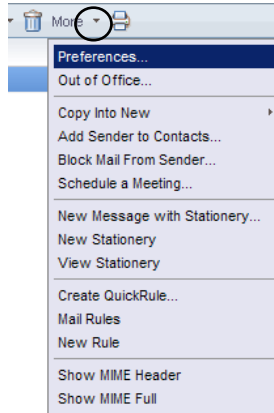 More
Preferences...
Out of Office...
Copy Into New
Add Sender to Contacts...
Block Mail From Sender...
Schedule a Meeting...
New Message with Stationery...
New Stationery
View Stationery
Create QuickRule...
Mail Rules
New Rule
Show MIME Header
Show MIME Full